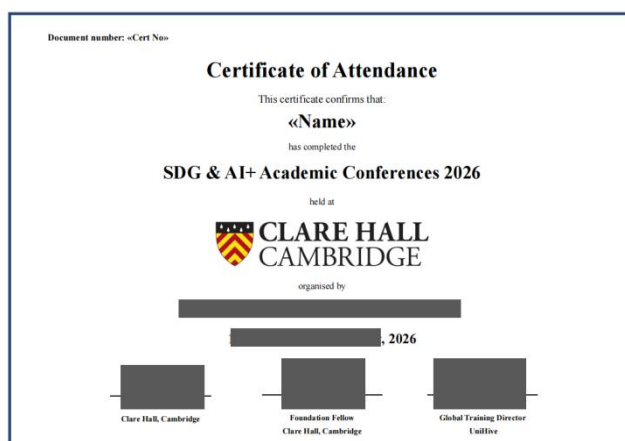 Document number: «Cert No»
Certificate of Attendance
This certificate confirms that:
«Name»
has completed the
SDG & AI+ Academic Conferences 2026
held at
CLARE HALL
CAMBRIDGE
organised by
, 2026
Clare Hall, Cambridge
Foundation Fellow
Clare Hall, Cambridge
Global Training Director
UniHive